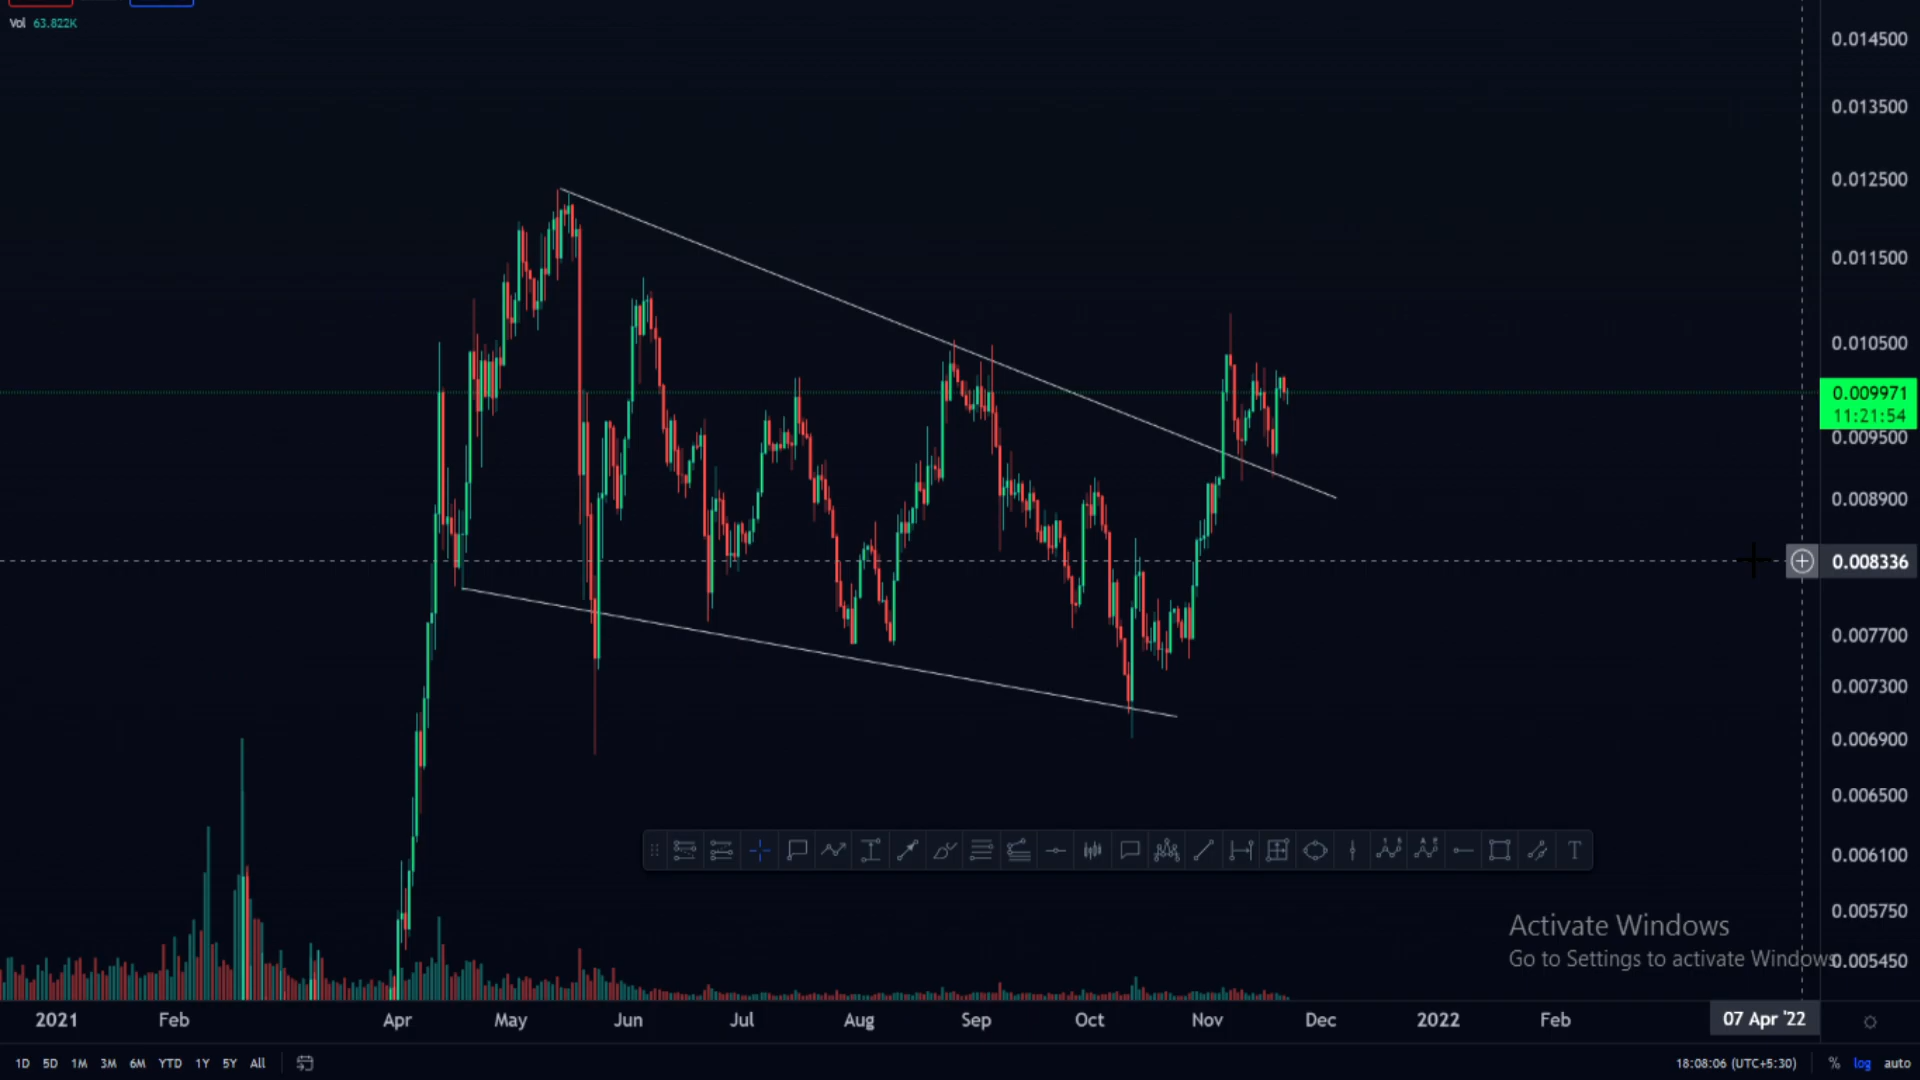 Vol 63.822K
0.014500
0.013500
0.012500
0.011500
0.010500
0.009971
11:21:54
0.009500
0.008900
0.008336
0.007700
0.007300
0.006900
0.006500
0.006100
0.005750
0.005450
T
Activate Windows
Go to Settings to activate Windows
2021 Feb Apr May Jun Jul Aug Sep Oct Nov Dec 2022 Feb 07 Apr '22
1D 5D 1M 3M 6M YTD 1Y 5Y All 18:08:06 (UTC+5:30) % log auto